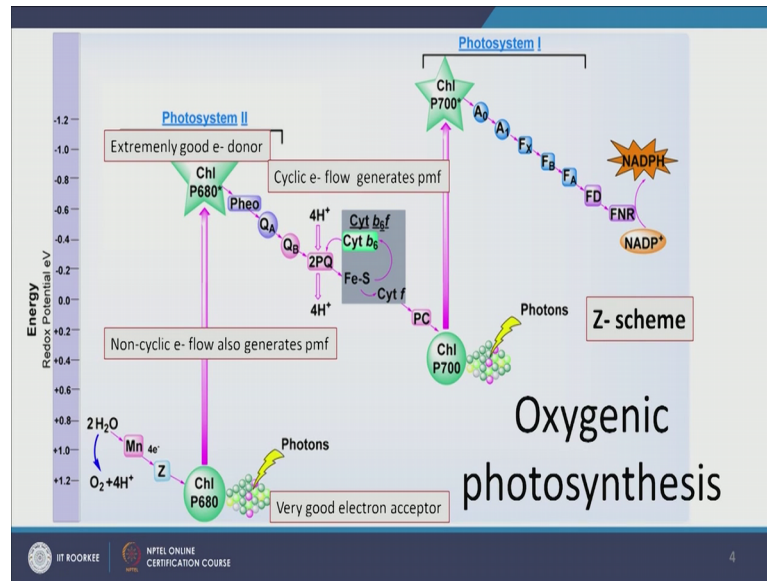 Photosystem I
Chl
P700*
A0
A1
FX
FB
FA
FD
FNR
NADPH
NADP+
Photosystem II
Extremenly good e- donor
Chl
P680*
Cyclic e- flow generates pmf
Pheo
QA
QB
4H+
2PQ
4H+
Cyt b6f
Cyt b6
Fe-S
Cyt f
PC
Chl
P700
Photons
Z- scheme
Non-cyclic e- flow also generates pmf
Energy
Redox Potential eV
-1.2
-1.0
-0.8
-0.6
-0.4
-0.2
0.0
+0.2
+0.4
+0.6
+0.8
+1.0
+1.2
2H2O
Mn 4e-
Z
O2 +4H+
Chl
P680
Photons
Very good electron acceptor
Oxygenic
photosynthesis
IIT ROORKEE
NPTEL ONLINE
CERTIFICATION COURSE
4